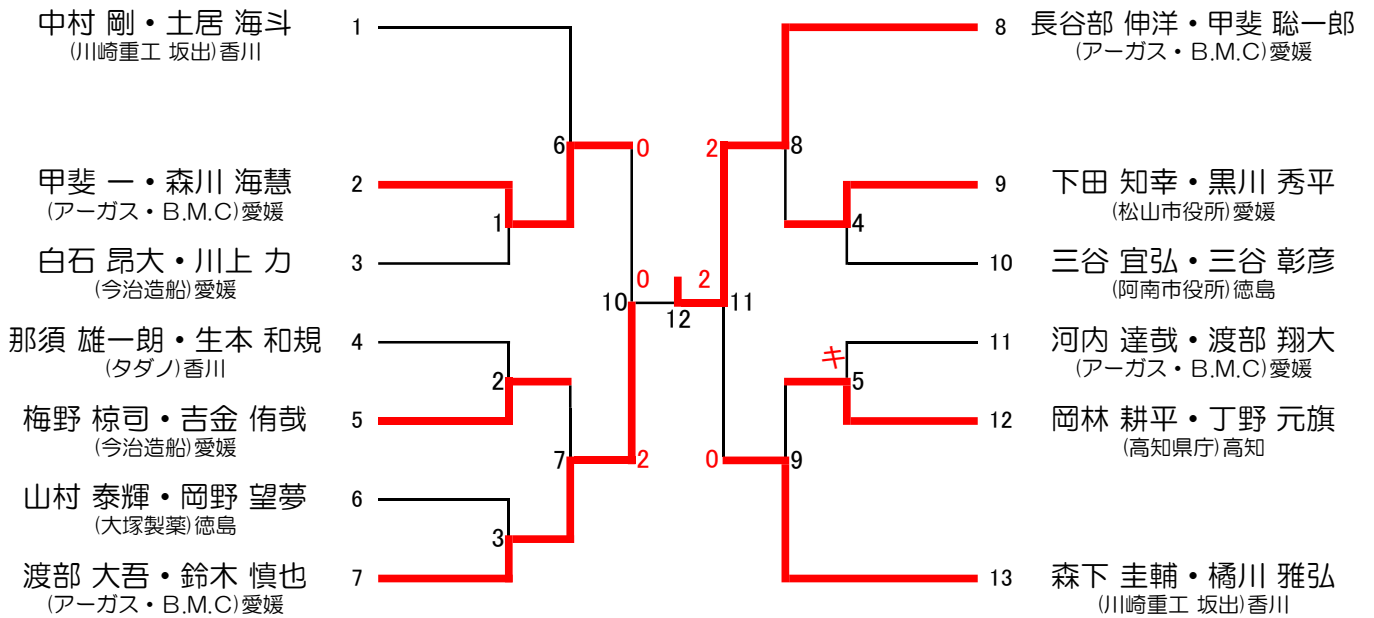 中村 剛・土居 海斗
(川崎重工 坂出)香川
1
甲斐 一・森川 海慧
(アーガス・B.M.C)愛媛
2
白石 昂大・川上 力
(今治造船)愛媛
3
那須 雄一朗・生本 和規
(タダノ)香川
4
梅野 椋司・吉金 侑哉
(今治造船)愛媛
5
山村 泰輝・岡野 望夢
(大塚製薬)徳島
6
渡部 大吾・鈴木 慎也
(アーガス・B.M.C)愛媛
7
6
0
1
2
7
2
3
10
0
12
2
11
2
8
4
キ
5
0
9
8
長谷部 伸洋・甲斐 聡一郎
(アーガス・B.M.C)愛媛
9
下田 知幸・黒川 秀平
(松山市役所)愛媛
10
三谷 宜弘・三谷 彰彦
(阿南市役所)徳島
11
河内 達哉・渡部 翔大
(アーガス・B.M.C)愛媛
12
岡林 耕平・丁野 元旗
(高知県庁)高知
13
森下 圭輔・橘川 雅弘
(川崎重工 坂出)香川